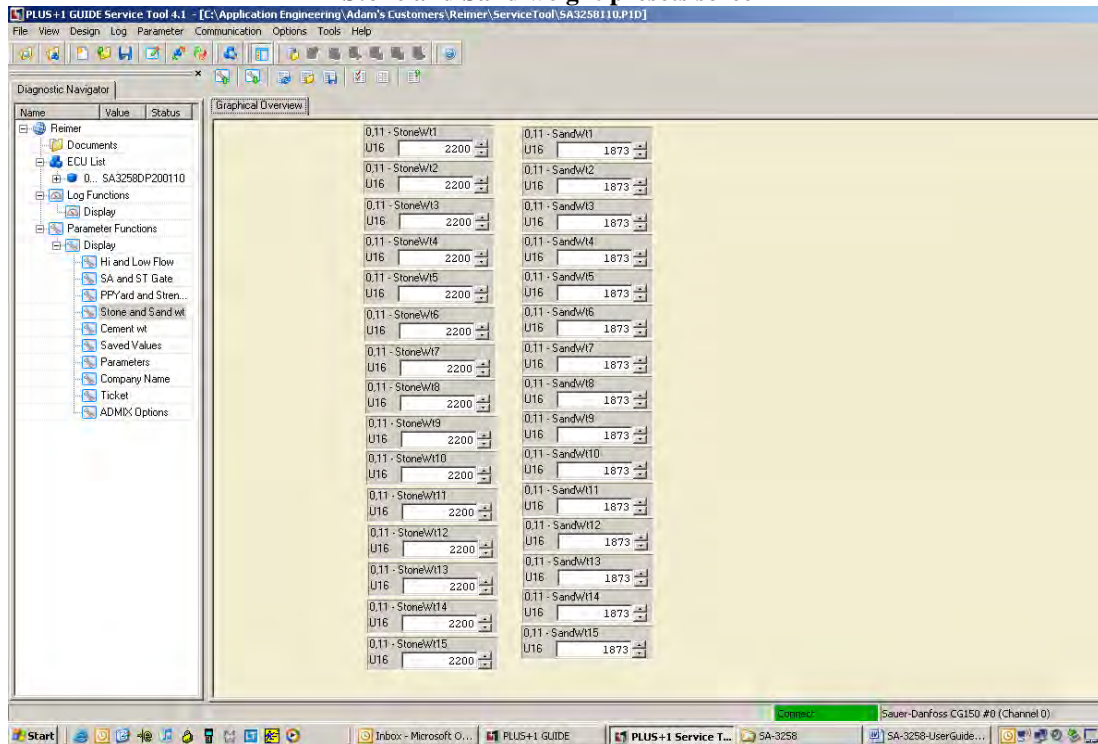 Stone and Sand weight presets screen
PLUS+1 GUIDE Service Tool 4.1 - [C:\Application Engineering\Adam's Customers\Reimer\ServiceTool\SA3258110.P1D]
File View Design Log Parameter Communication Options Tools Help
Diagnostic Navigator
Name Value Status
Reimer
Documents
ECU List
0... SA3258DP200110
Log Functions
Display
Parameter Functions
Display
Hi and Low Flow
SA and ST Gate
PPYard and Stren...
Stone and Sand wt
Cement wt
Saved Values
Parameters
Company Name
Ticket
ADMIX Options
Graphical Overview
0,11 - StoneWt1
U16 2200
0,11 - StoneWt2
U16 2200
0,11 - StoneWt3
U16 2200
0,11 - StoneWt4
U16 2200
0,11 - StoneWt5
U16 2200
0,11 - StoneWt6
U16 2200
0,11 - StoneWt7
U16 2200
0,11 - StoneWt8
U16 2200
0,11 - StoneWt9
U16 2200
0,11 - StoneWt10
U16 2200
0,11 - StoneWt11
U16 2200
0,11 - StoneWt12
U16 2200
0,11 - StoneWt13
U16 2200
0,11 - StoneWt14
U16 2200
0,11 - StoneWt15
U16 2200
0,11 - SandWt1
U16 1873
0,11 - SandWt2
U16 1873
0,11 - SandWt3
U16 1873
0,11 - SandWt4
U16 1873
0,11 - SandWt5
U16 1873
0,11 - SandWt6
U16 1873
0,11 - SandWt7
U16 1873
0,11 - SandWt8
U16 1873
0,11 - SandWt9
U16 1873
0,11 - SandWt10
U16 1873
0,11 - SandWt11
U16 1873
0,11 - SandWt12
U16 1873
0,11 - SandWt13
U16 1873
0,11 - SandWt14
U16 1873
0,11 - SandWt15
U16 1873
Connect Sauer-Danfoss CG150 #0 (Channel 0)
Start Inbox - Microsoft O... PLUS+1 GUIDE PLUS+1 Service T... SA-3258 SA-3258-UserGuide...